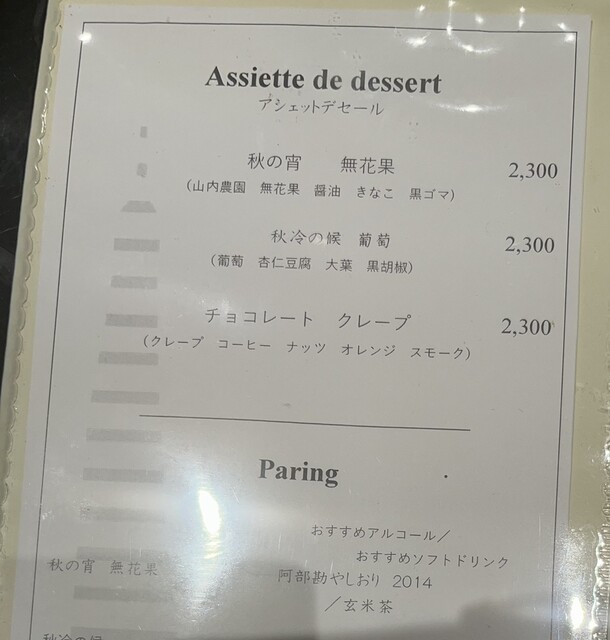 Assiette de dessert
アシェットデセール
秋の宵　無花果　2,300
(山内農園　無花果　醤油　きなこ　黒ゴマ)
秋冷の候　葡萄　2,300
(葡萄　杏仁豆腐　大葉　黒胡椒)
チョコレート　クレープ　2,300
(クレープ　コーヒー　ナッツ　オレンジ　スモーク)
Paring
おすすめアルコール／
おすすめソフトドリンク
秋の宵　無花果　阿部勘やしおり　2014
／玄米茶
秋冷の候